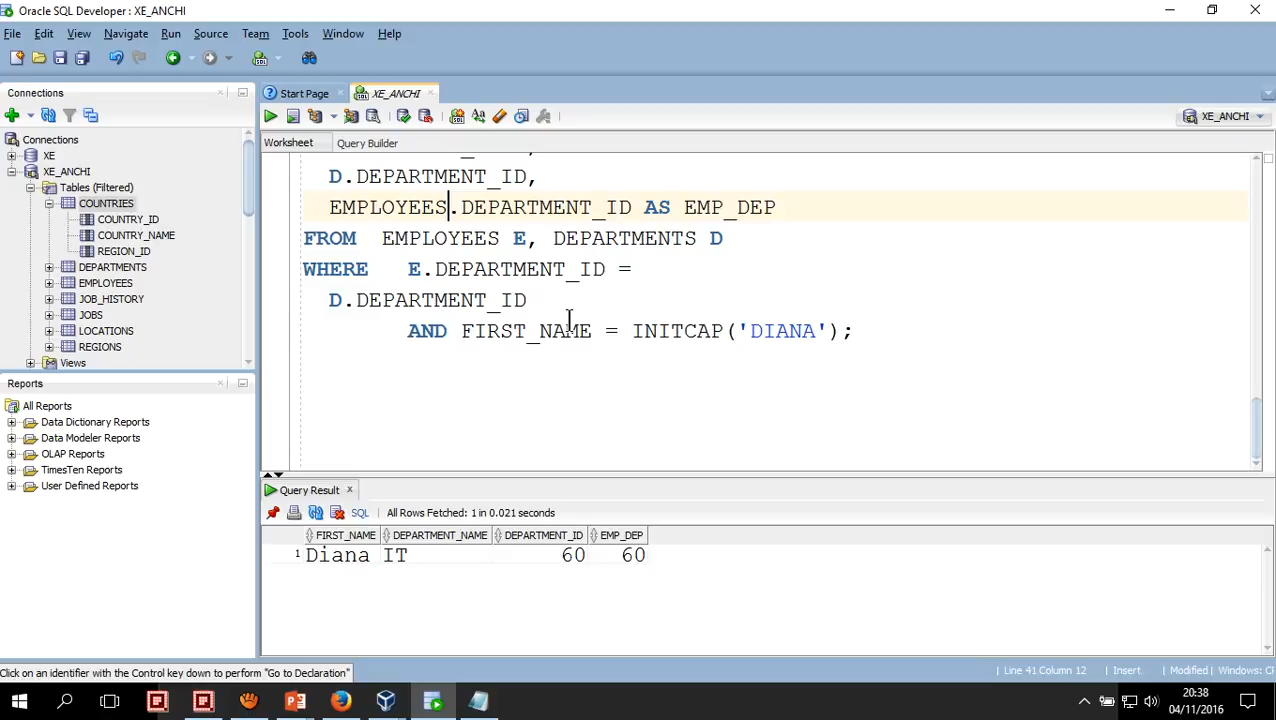 Oracle SQL Developer : XE_ANCHI
File Edit View Navigate Run Source Team Tools Window Help
Connections
Start Page
XE_ANCHI
XE_ANCHI
Worksheet Query Builder
Connections
XE
XE_ANCHI
Tables (Filtered)
COUNTRIES
COUNTRY_ID
COUNTRY_NAME
REGION_ID
DEPARTMENTS
EMPLOYEES
JOB_HISTORY
JOBS
LOCATIONS
REGIONS
Views
D.DEPARTMENT_ID,
EMPLOYEES.DEPARTMENT_ID AS EMP_DEP
FROM EMPLOYEES E, DEPARTMENTS D
WHERE E.DEPARTMENT_ID =
D.DEPARTMENT_ID
AND FIRST_NAME = INITCAP('DIANA');
Reports
All Reports
Data Dictionary Reports
Data Modeler Reports
OLAP Reports
TimesTen Reports
User Defined Reports
Query Result
SQL All Rows Fetched: 1 in 0.021 seconds
FIRST_NAME DEPARTMENT_NAME DEPARTMENT_ID EMP_DEP
1 Diana IT 60 60
Click on an identifier with the Control key down to perform "Go to Declaration"
Line 41 Column 12 Insert Modified Windows:
20:38
04/11/2016